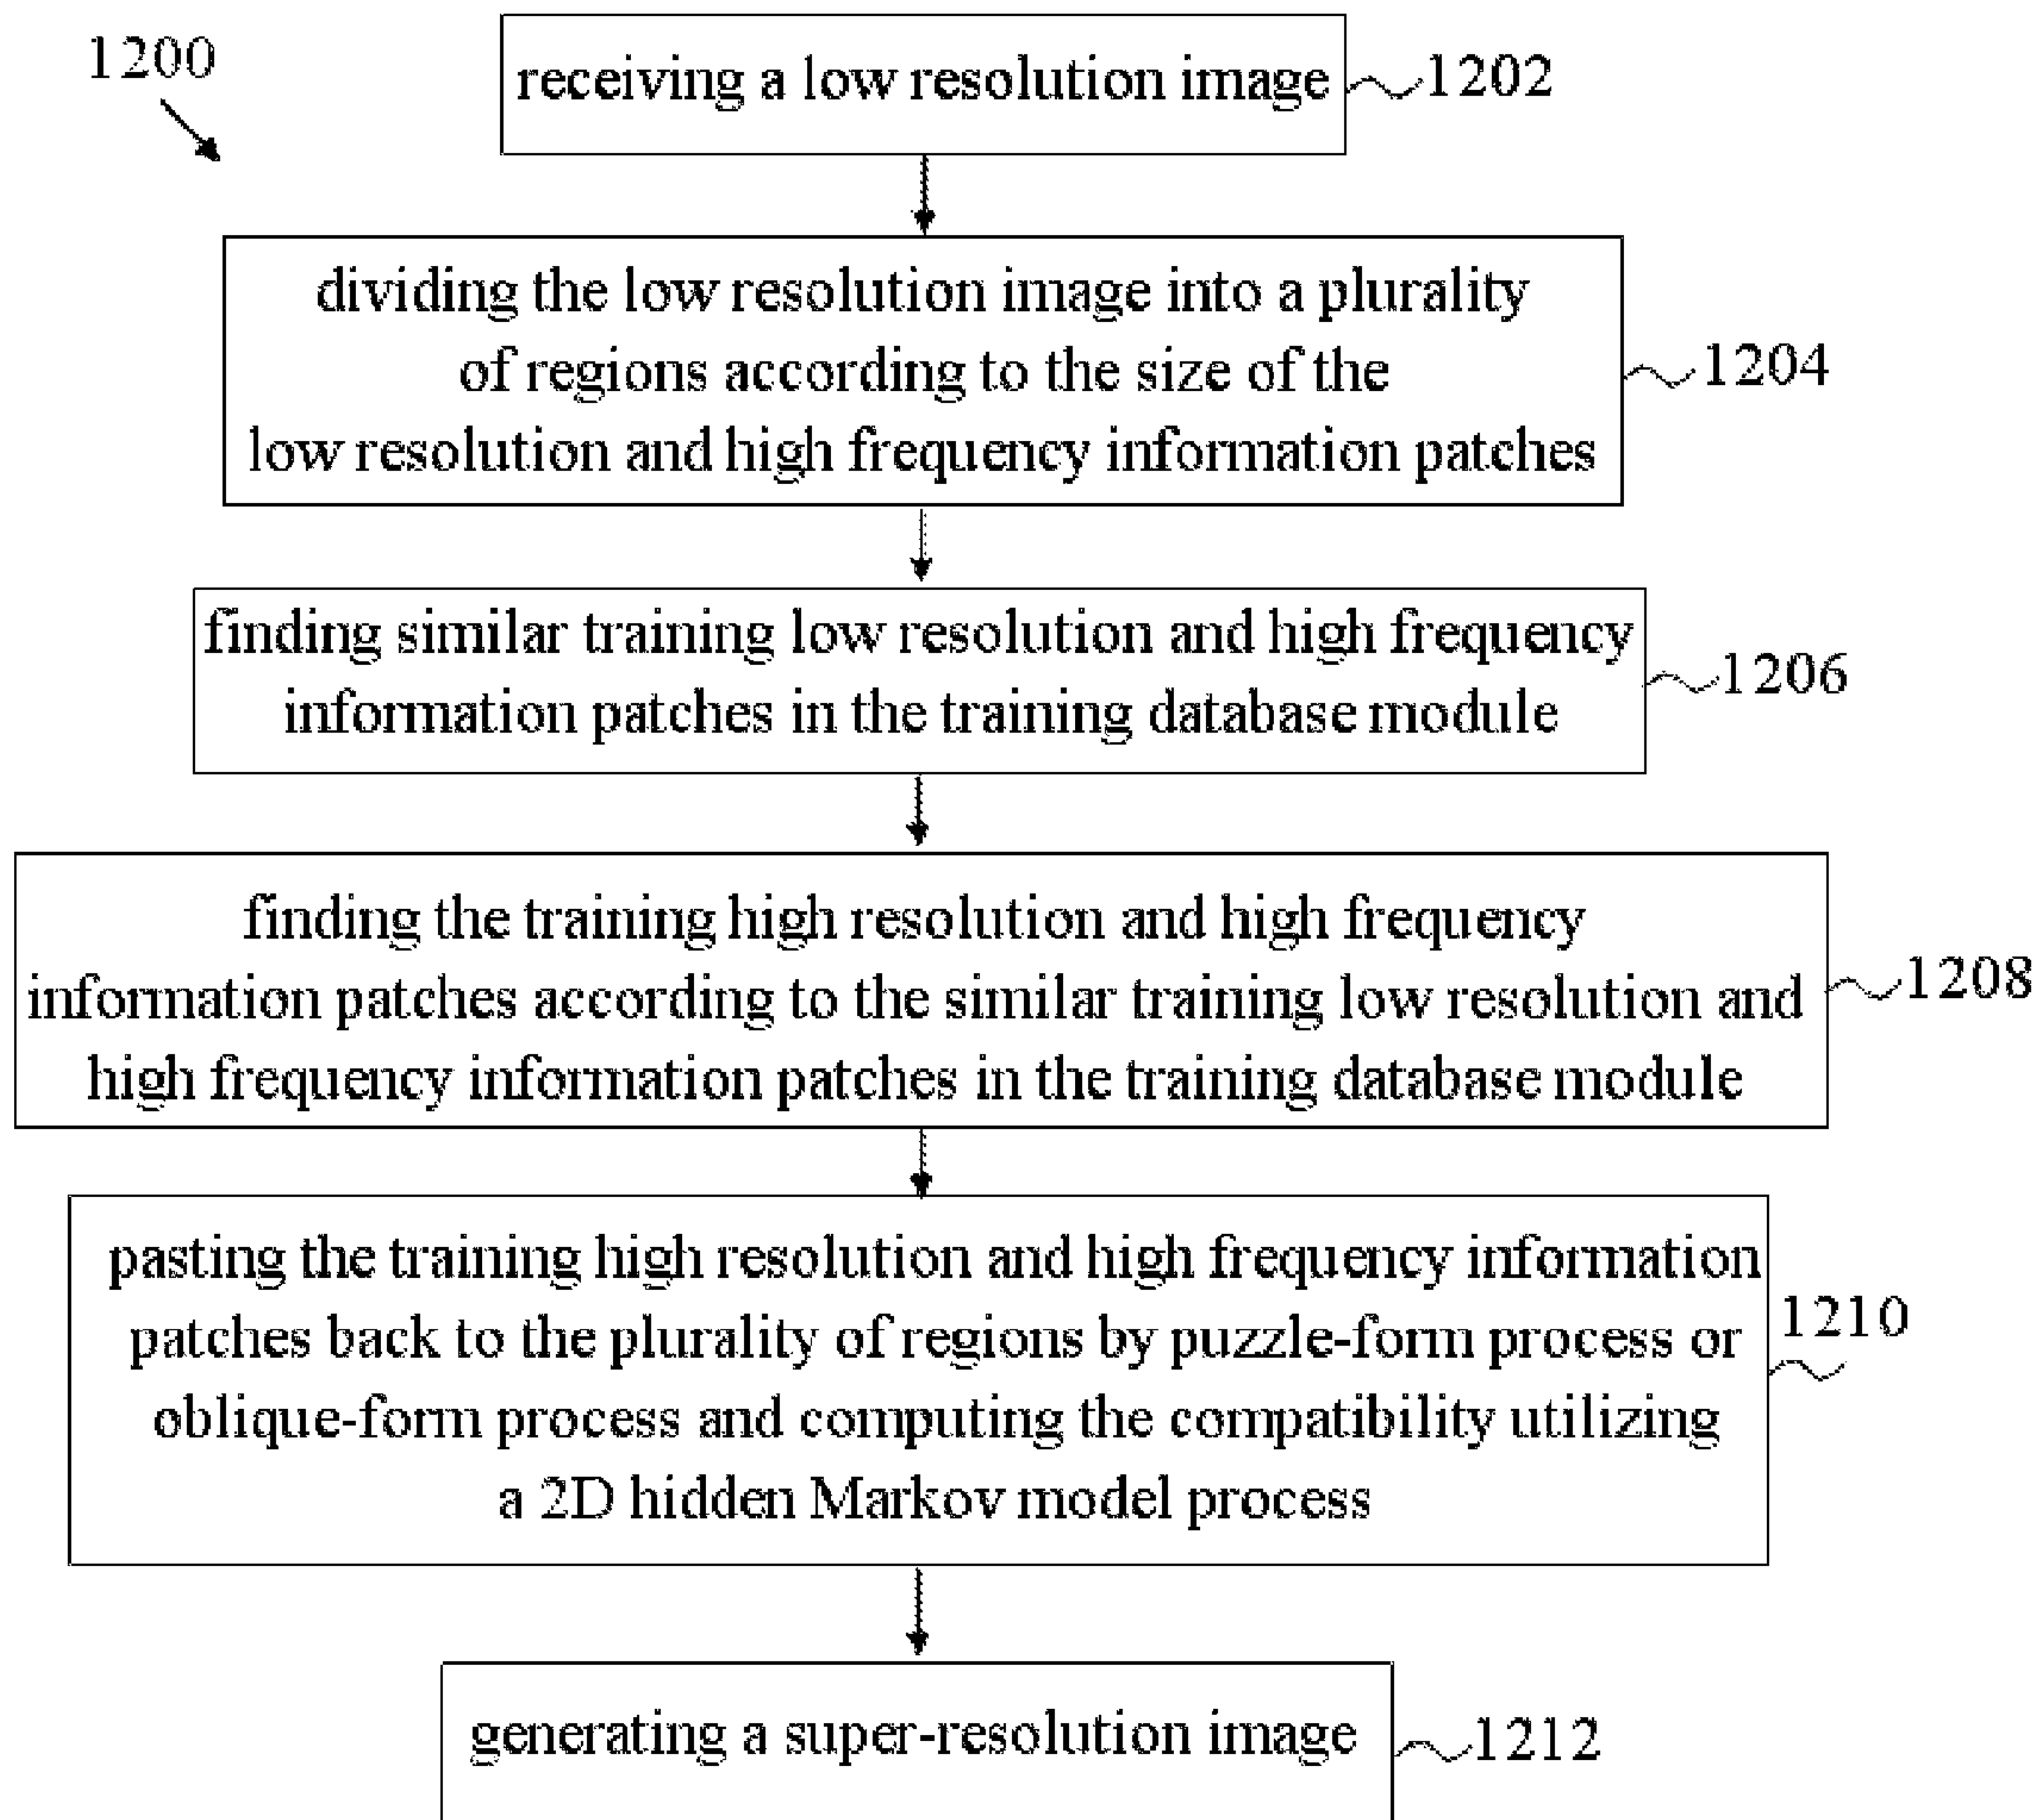 1200
receiving a low resolution image
1202
dividing the low resolution image into a plurality
of regions according to the size of the
low resolution and high frequency information patches
1204
finding similar training low resolution and high frequency
information patches in the training database module
1206
finding the training high resolution and high frequency
information patches according to the similar training low resolution and
high frequency information patches in the training database module
1208
pasting the training high resolution and high frequency information
patches back to the plurality of regions by puzzle-form process or
oblique-form process and computing the compatibility utilizing
a 2D hidden Markov model process
1210
generating a super-resolution image
1212